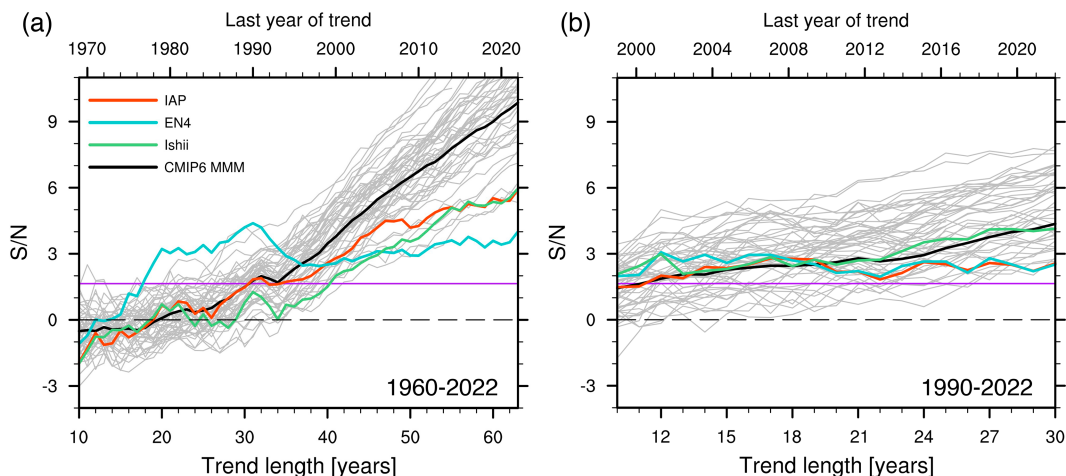 (a)
Last year of trend
1970 1980 1990 2000 2010 2020
S/N
9
6
3
0
-3
IAP
EN4
Ishii
CMIP6 MMM
1960-2022
10 20 30 40 50 60
Trend length [years]
(b)
Last year of trend
2000 2004 2008 2012 2016 2020
S/N
9
6
3
0
-3
1990-2022
12 15 18 21 24 27 30
Trend length [years]